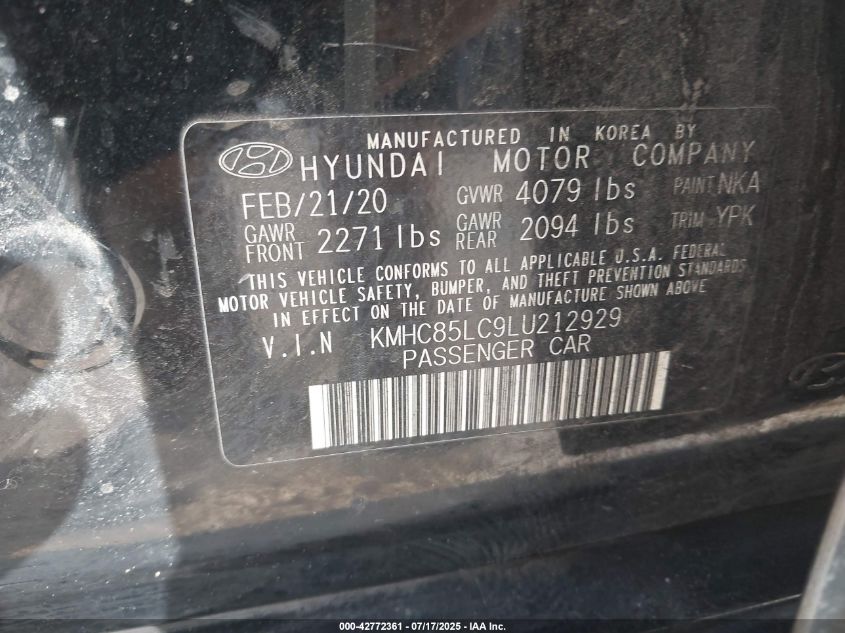 MANUFACTURED IN KOREA BY
HYUNDAI MOTOR COMPANY
FEB/21/20 GVWR 4079 lbs PAINT NKA
GAWR FRONT 2271 lbs GAWR REAR 2094 lbs TRIM YPK
THIS VEHICLE CONFORMS TO ALL APPLICABLE U.S.A. FEDERAL
MOTOR VEHICLE SAFETY, BUMPER, AND THEFT PREVENTION STANDARDS
IN EFFECT ON THE DATE OF MANUFACTURE SHOWN ABOVE
V.I.N KMHC85LC9LU212929
PASSENGER CAR
000-42772361 - 07/17/2025 - IAA Inc.